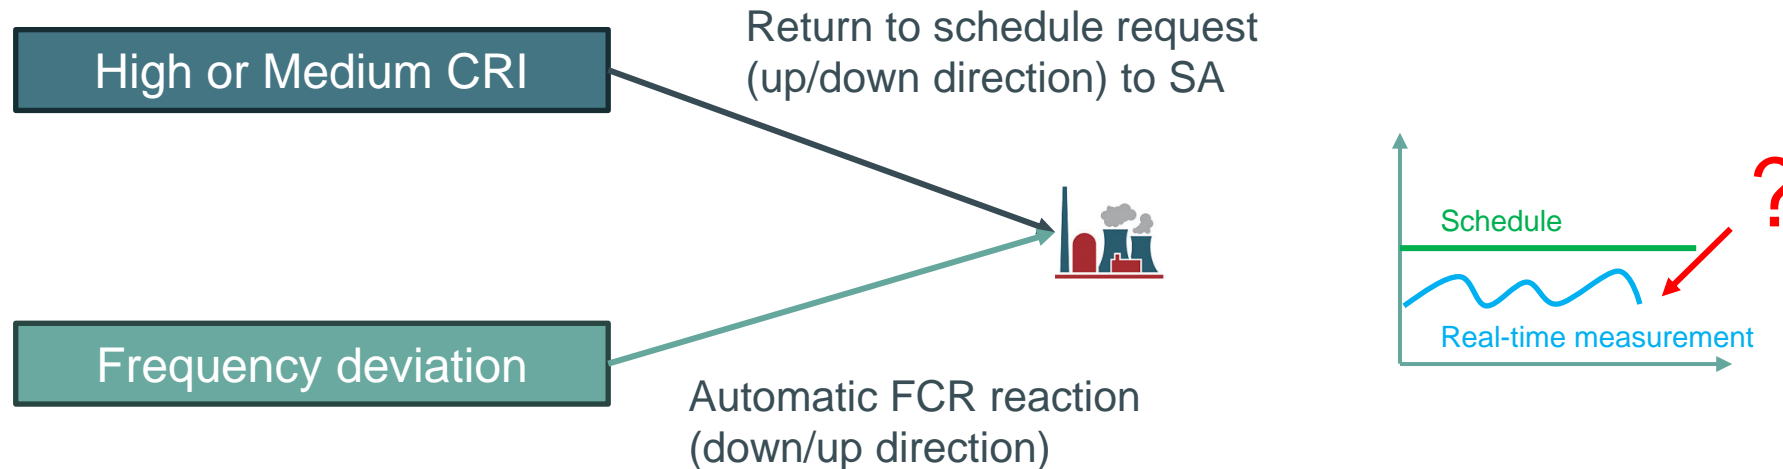 High or Medium CRI
Return to schedule request
(up/down direction) to SA
?
Schedule
Real-time measurement
Frequency deviation
Automatic FCR reaction
(down/up direction)